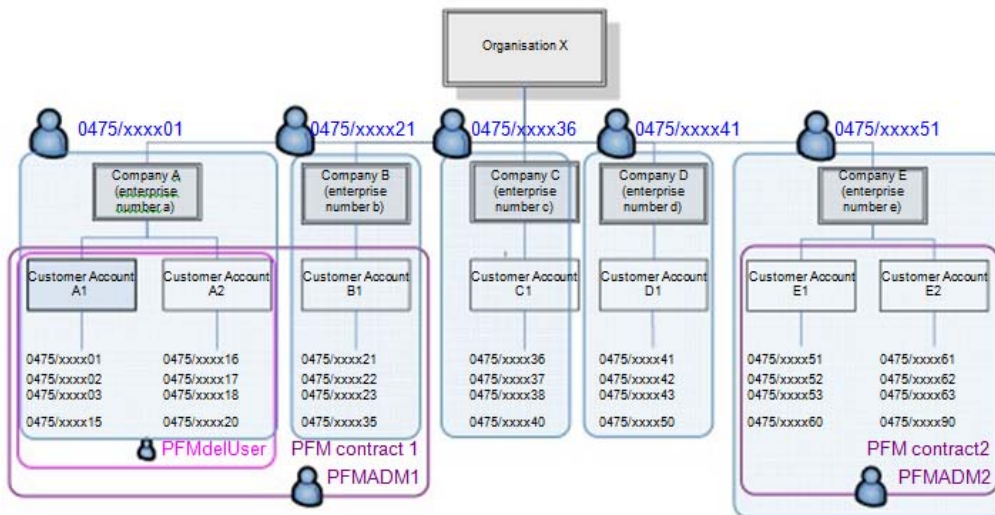 Organisation X
0475/xxxx01
0475/xxxx21
0475/xxxx36
0475/xxxx41
0475/xxxx51
Company A
(enterprise
number a)
Company B
(enterprise
number b)
Company C
(enterprise
number c)
Company D
(enterprise
number d)
Company E
(enterprise
number e)
Customer Account
A1
Customer Account
A2
Customer Account
B1
Customer Account
C1
Customer Account
D1
Customer Account
E1
Customer Account
E2
0475/xxxx01
0475/xxxx02
0475/xxxx03
0475/xxxx15
0475/xxxx16
0475/xxxx17
0475/xxxx18
0475/xxxx20
0475/xxxx21
0475/xxxx22
0475/xxxx23
0475/xxxx35
0475/xxxx36
0475/xxxx37
0475/xxxx38
0475/xxxx40
0475/xxxx41
0475/xxxx42
0475/xxxx43
0475/xxxx50
0475/xxxx51
0475/xxxx52
0475/xxxx53
0475/xxxx60
0475/xxxx61
0475/xxxx62
0475/xxxx63
0475/xxxx90
PFMdelUser
PFM contract 1
PFMADM1
PFM contract2
PFMADM2